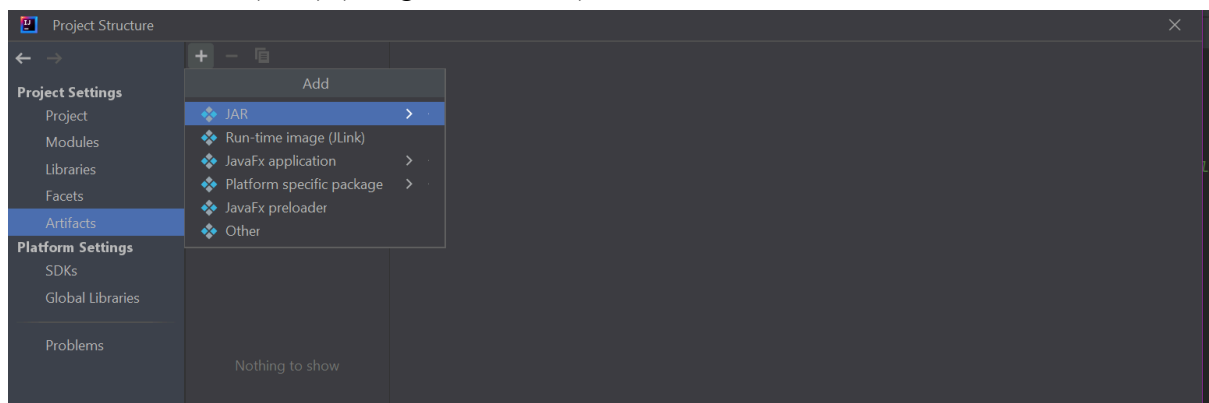 Project Structure
Project Settings
Project
Modules
Libraries
Facets
Artifacts
Platform Settings
SDKs
Global Libraries
Problems
Add
JAR
Run-time image (JLink)
JavaFx application
Platform specific package
JavaFx preloader
Other
Nothing to show